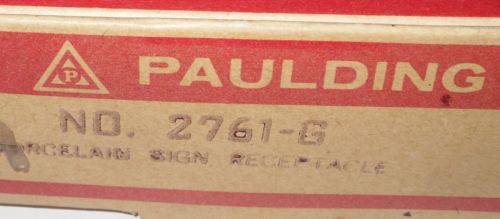 P PAULDING
NO. 2761-G
PORCELAIN SIGN RECEPTACLE